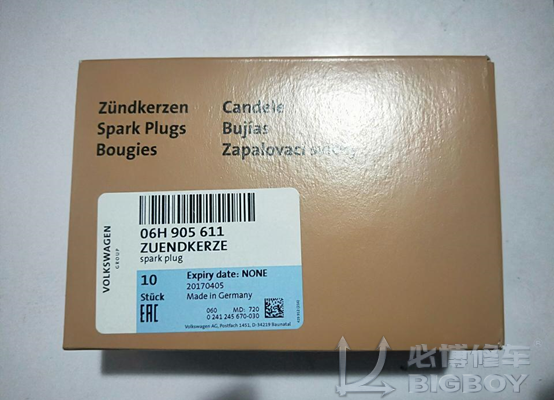 Zündkerzen Candele
Spark Plugs Bujías
Bougies Zapalovací svíčky
VOLKSWAGEN
GROUP
06H 905 611
ZUENDKERZE
spark plug
10
Stück
EAC
Expiry date: NONE
20170405
Made in Germany
060 MD: 720
0 241 245 670-030
Volkswagen AG, Postfach 1451, D-34219 Baunatal
必博修车
BIGBOY